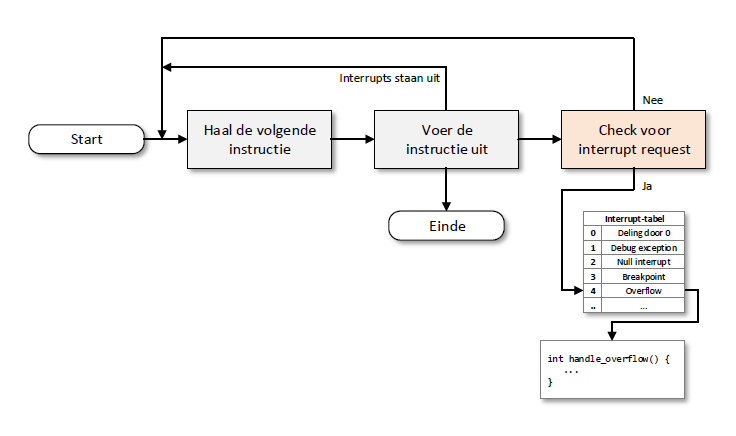 Interrupts staan uit
Nee
Start
Haal de volgende
instructie
Voer de
instructie uit
Check voor
interrupt request
Ja
Einde
Interrupt-tabel
0 Deling door 0
1 Debug exception
2 Null interrupt
3 Breakpoint
4 Overflow
.. ...
int handle_overflow() {
...
}